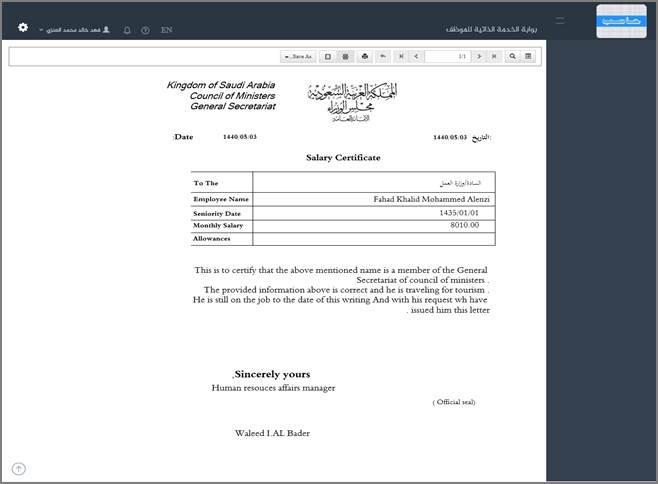 فهد خالد محمد العنزي
EN
بوابة الخدمة الذاتية للموظف
حاسب
Save As...
1/1
Kingdom of Saudi Arabia
Council of Ministers
General Secretariat
المملكة العربية السعودية
مجلس الوزراء
الأمانة العامة
:Date 1440/05/03
1440/05/03 التاريخ:
Salary Certificate
To The السادة/وزارة العمل
Employee Name Fahad Khalid Mohammed Alenzi
Seniority Date 1435/01/01
Monthly Salary 8010.00
Allowances
This is to certify that the above mentioned name is a member of the General
Secretariat of council of ministers .
The provided information above is correct and he is traveling for tourism .
He is still on the job to the date of this writing And with his request wh have
. issued him this letter
,Sincerely yours
Human resouces affairs manager
( Official seal)
Waleed I.AL Bader